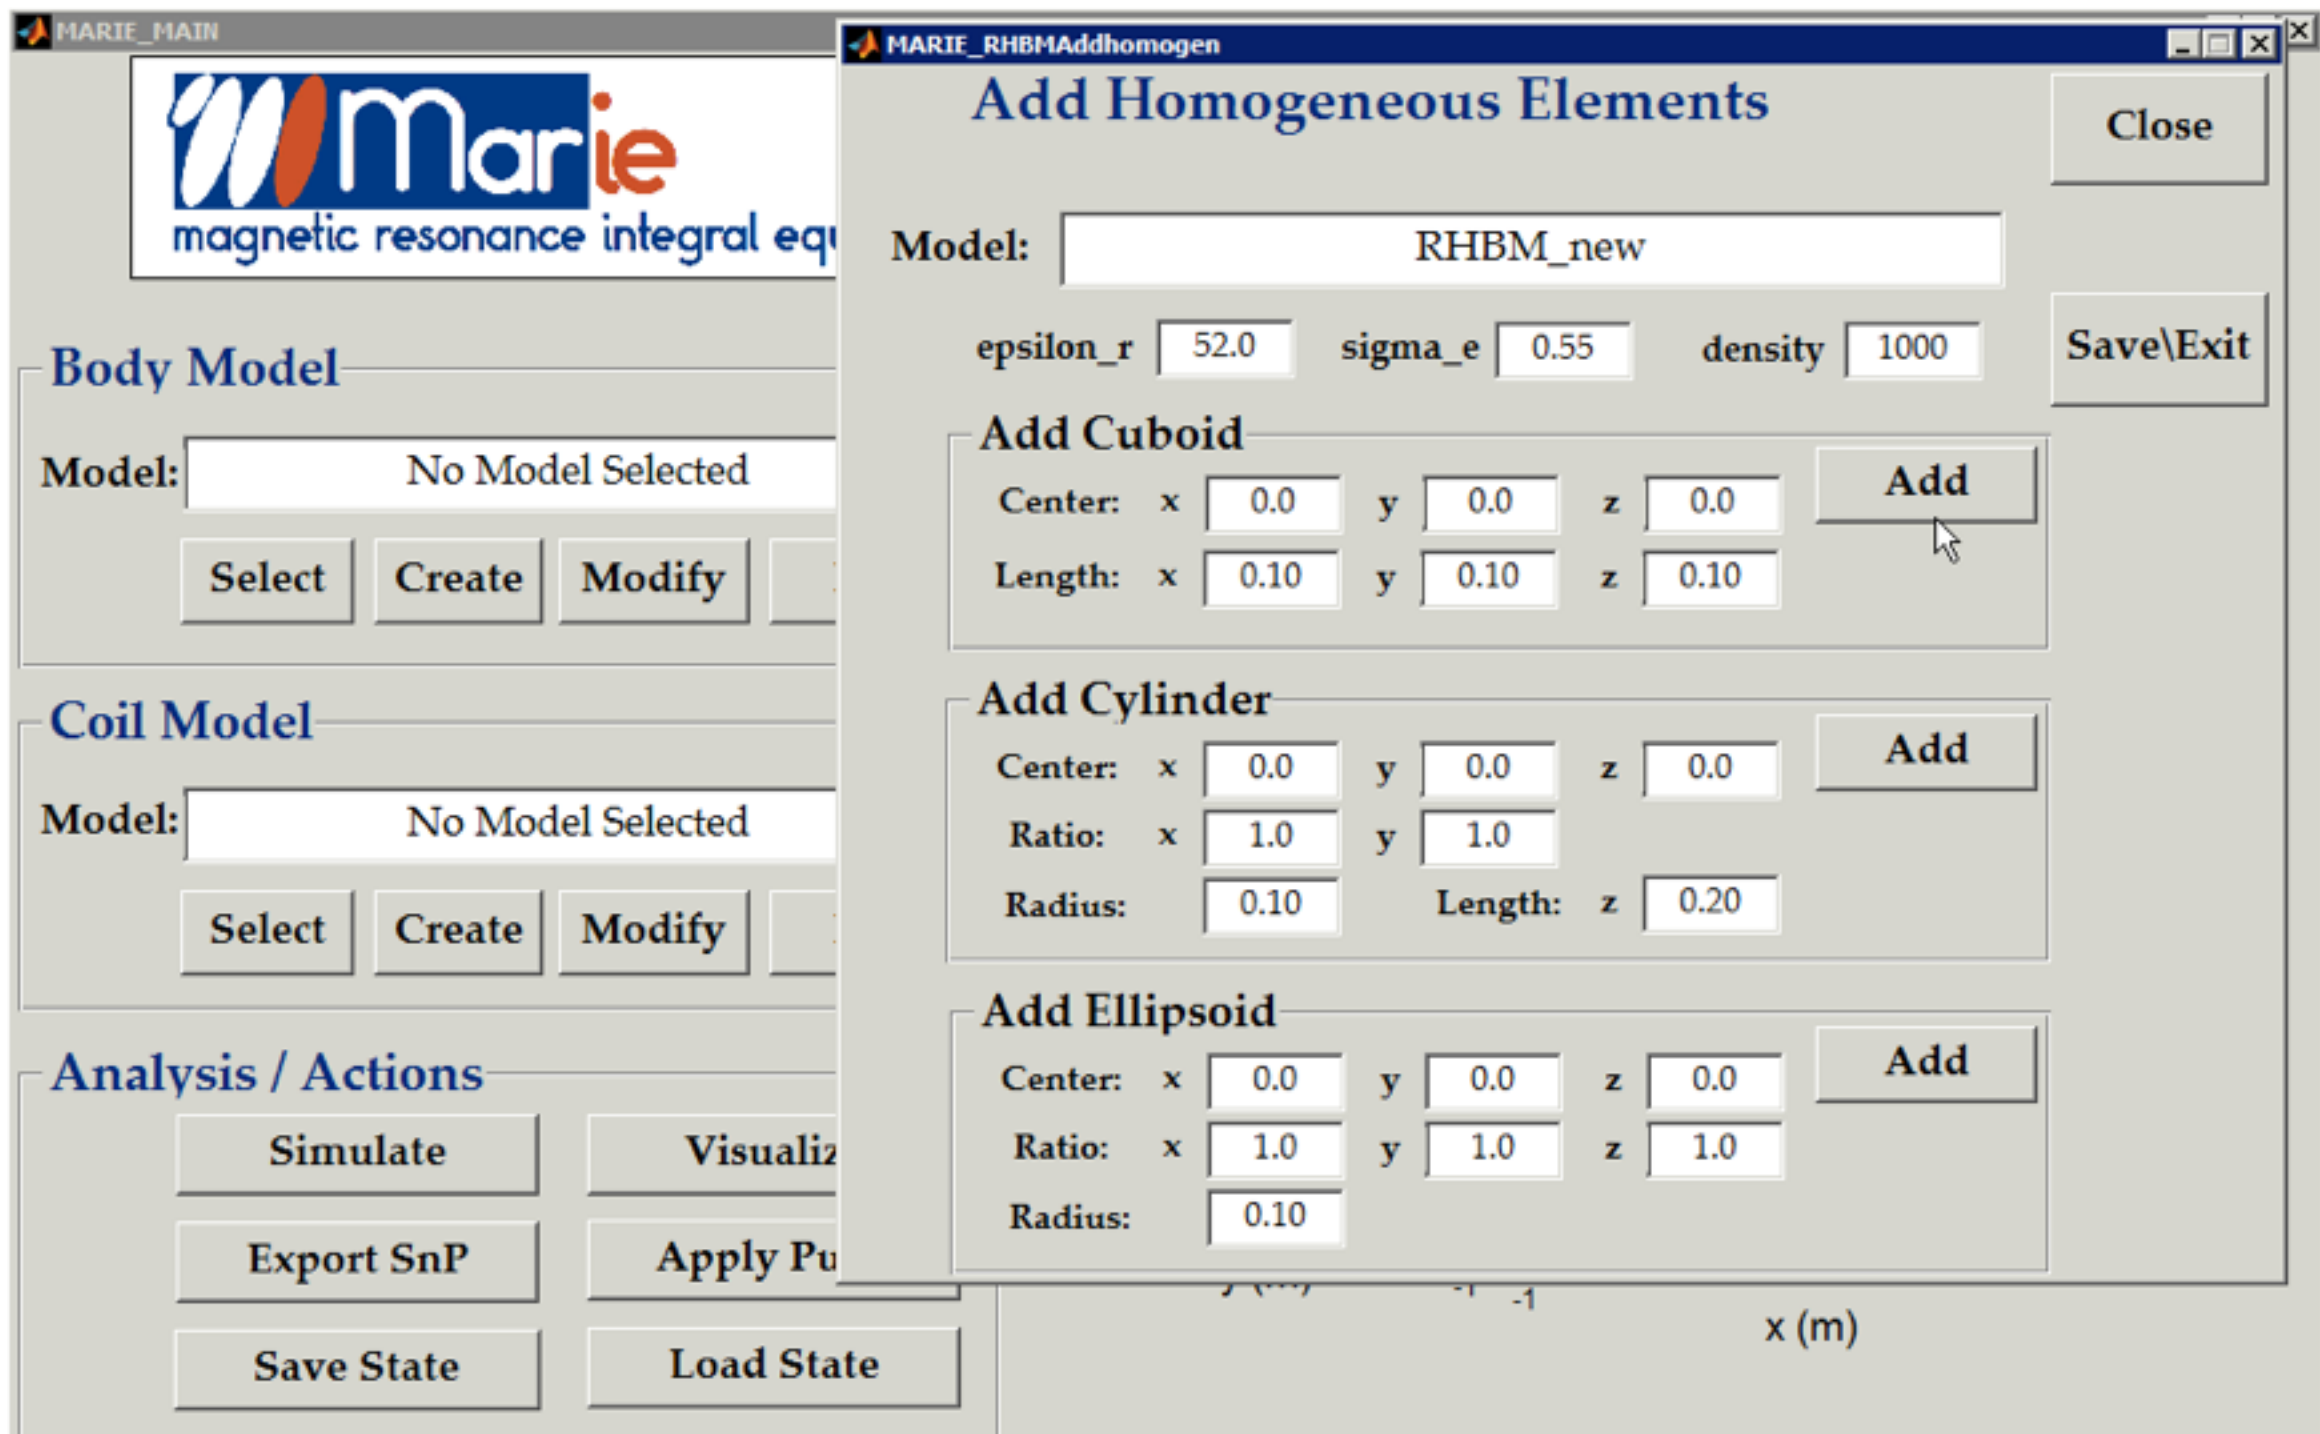 MARIE_MAIN
Marie
magnetic resonance integral
Body Model
Model: No Model Selected
Select Create Modify
Coil Model
Model: No Model Selected
Select Create Modify
Analysis / Actions
Simulate
Export SnP Apply
Save State Load State
MARIE_RHBMAddhomogen
Add Homogeneous Elements
Close
Model: RHBM_new
epsilon_r 52.0 sigma_e 0.55 density 1000
Save\Exit
Add Cuboid
Center: x 0.0 y 0.0 z 0.0 Add
Length: x 0.10 y 0.10 z 0.10
Add Cylinder
Center: x 0.0 y 0.0 z 0.0 Add
Ratio: x 1.0 y 1.0
Radius: 0.10 Length: z 0.20
Add Ellipsoid
Center: x 0.0 y 0.0 z 0.0 Add
Ratio: x 1.0 y 1.0 z 1.0
Radius: 0.10
-1
x (m)